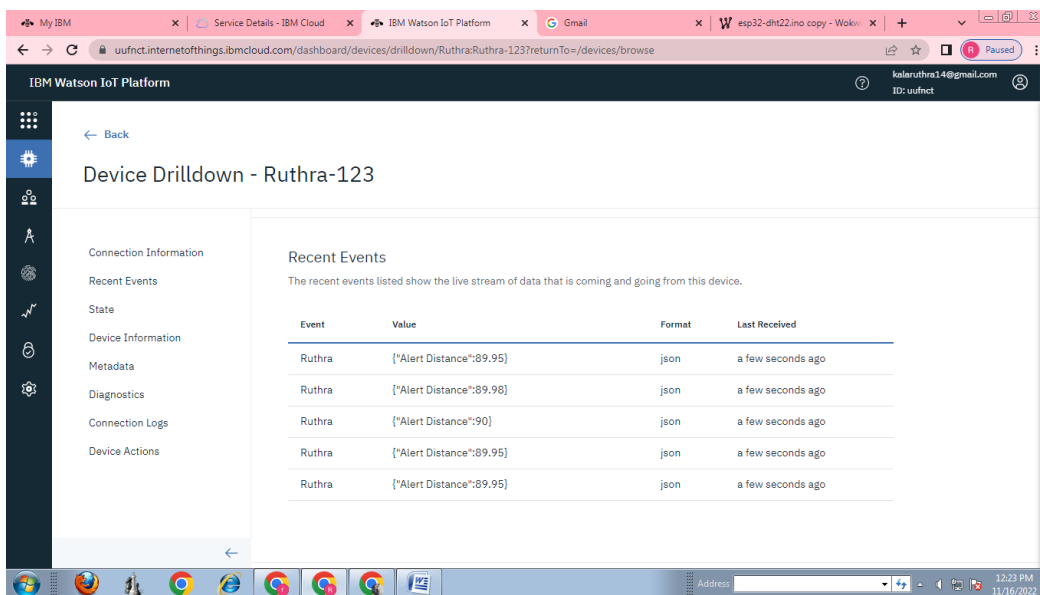 My IBM
Service Details - IBM Cloud
IBM Watson IoT Platform
Gmail
esp32-dht22.ino copy - Wokwi
uufnct.internetofthings.ibmcloud.com/dashboard/devices/drilldown/Ruthra:Ruthra-123?returnTo=/devices/browse
R Paused
IBM Watson IoT Platform
kalaruthra14@gmail.com
ID: uufnct
Back
Device Drilldown - Ruthra-123
Connection Information
Recent Events
State
Device Information
Metadata
Diagnostics
Connection Logs
Device Actions
Recent Events
The recent events listed show the live stream of data that is coming and going from this device.
Event Value Format Last Received
Ruthra {"Alert Distance":89.95} json a few seconds ago
Ruthra {"Alert Distance":89.98} json a few seconds ago
Ruthra {"Alert Distance":90} json a few seconds ago
Ruthra {"Alert Distance":89.95} json a few seconds ago
Ruthra {"Alert Distance":89.95} json a few seconds ago
Address
12:23 PM
11/16/2022